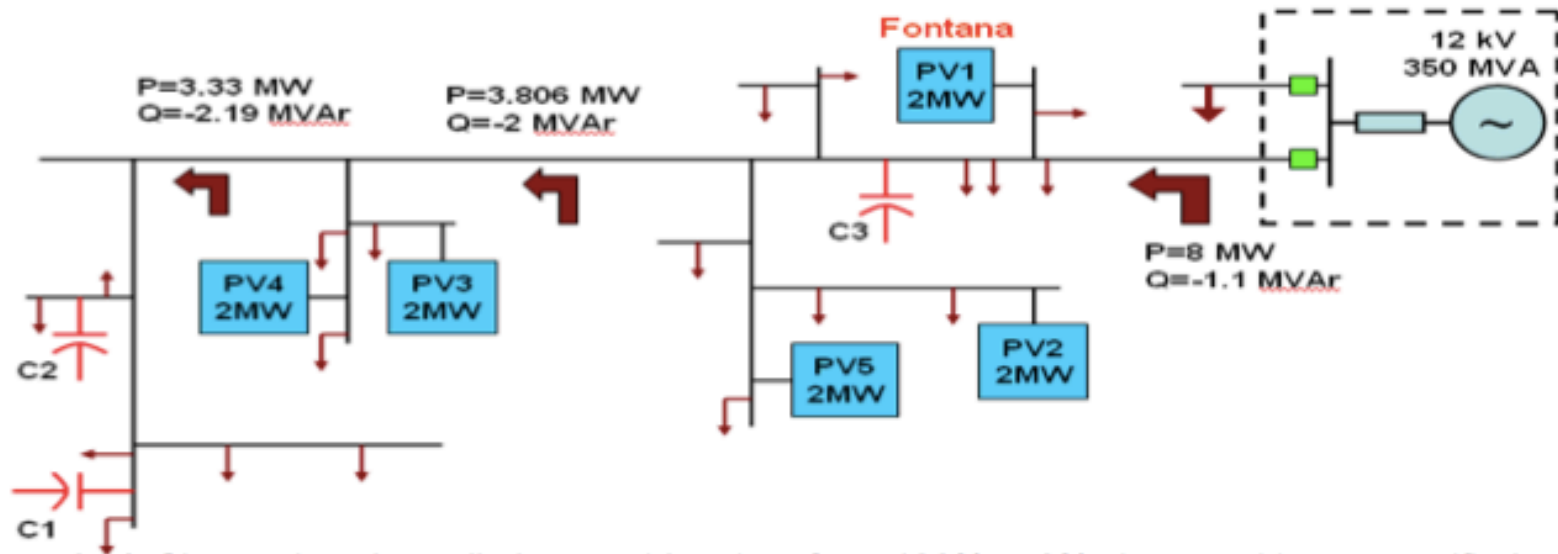 Fontana
12 kV
350 MVA
PV1
2MW
P=3.33 MW
Q=-2.19 MVAr
P=3.806 MW
Q=-2 MVAr
C3
P=8 MW
Q=-1.1 MVAr
PV4
2MW
PV3
2MW
C2
PV5
2MW
PV2
2MW
C1